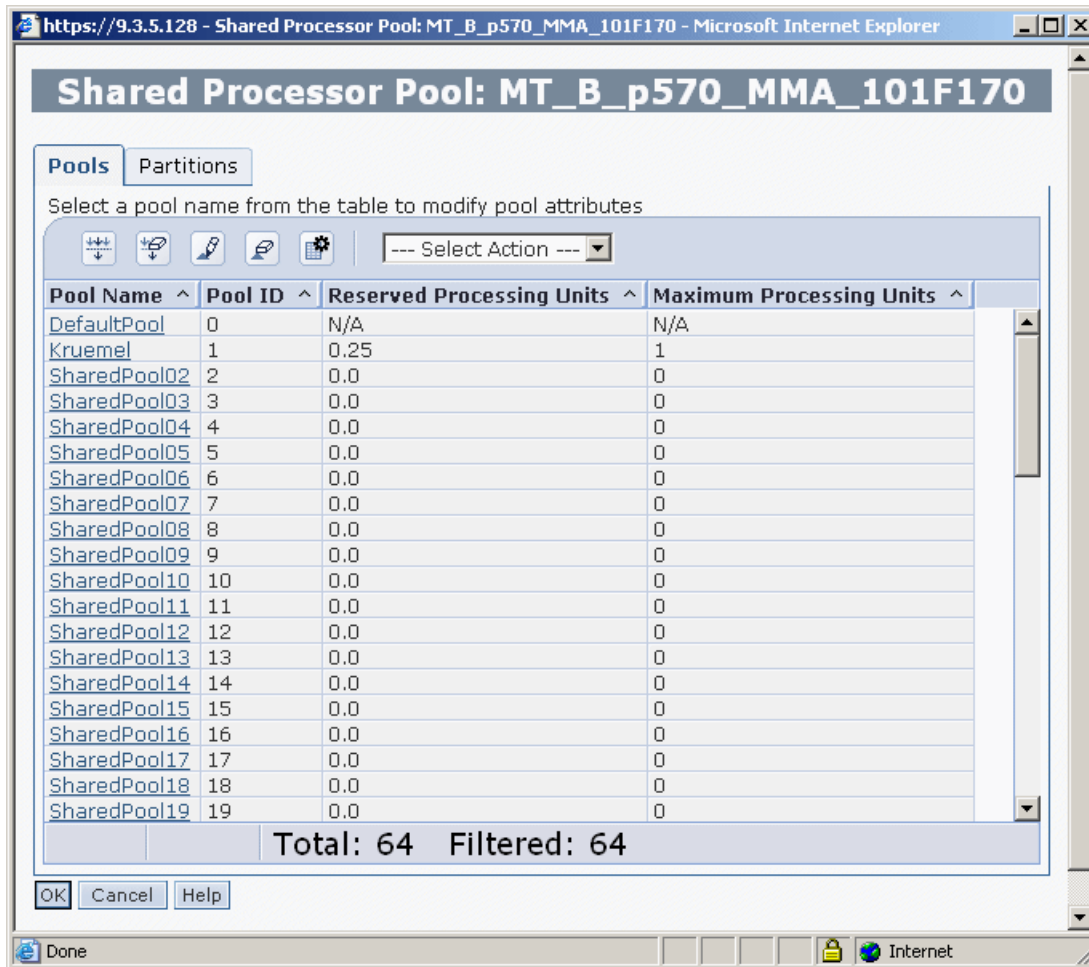 https://9.3.5.128 - Shared Processor Pool: MT_B_p570_MMA_101F170 - Microsoft Internet Explorer
Shared Processor Pool: MT_B_p570_MMA_101F170
Pools Partitions
Select a pool name from the table to modify pool attributes
--- Select Action ---
Pool Name ^ Pool ID ^ Reserved Processing Units ^ Maximum Processing Units ^
DefaultPool 0 N/A N/A
Kruemel 1 0.25 1
SharedPool02 2 0.0 0
SharedPool03 3 0.0 0
SharedPool04 4 0.0 0
SharedPool05 5 0.0 0
SharedPool06 6 0.0 0
SharedPool07 7 0.0 0
SharedPool08 8 0.0 0
SharedPool09 9 0.0 0
SharedPool10 10 0.0 0
SharedPool11 11 0.0 0
SharedPool12 12 0.0 0
SharedPool13 13 0.0 0
SharedPool14 14 0.0 0
SharedPool15 15 0.0 0
SharedPool16 16 0.0 0
SharedPool17 17 0.0 0
SharedPool18 18 0.0 0
SharedPool19 19 0.0 0
Total: 64 Filtered: 64
OK Cancel Help
Done Internet